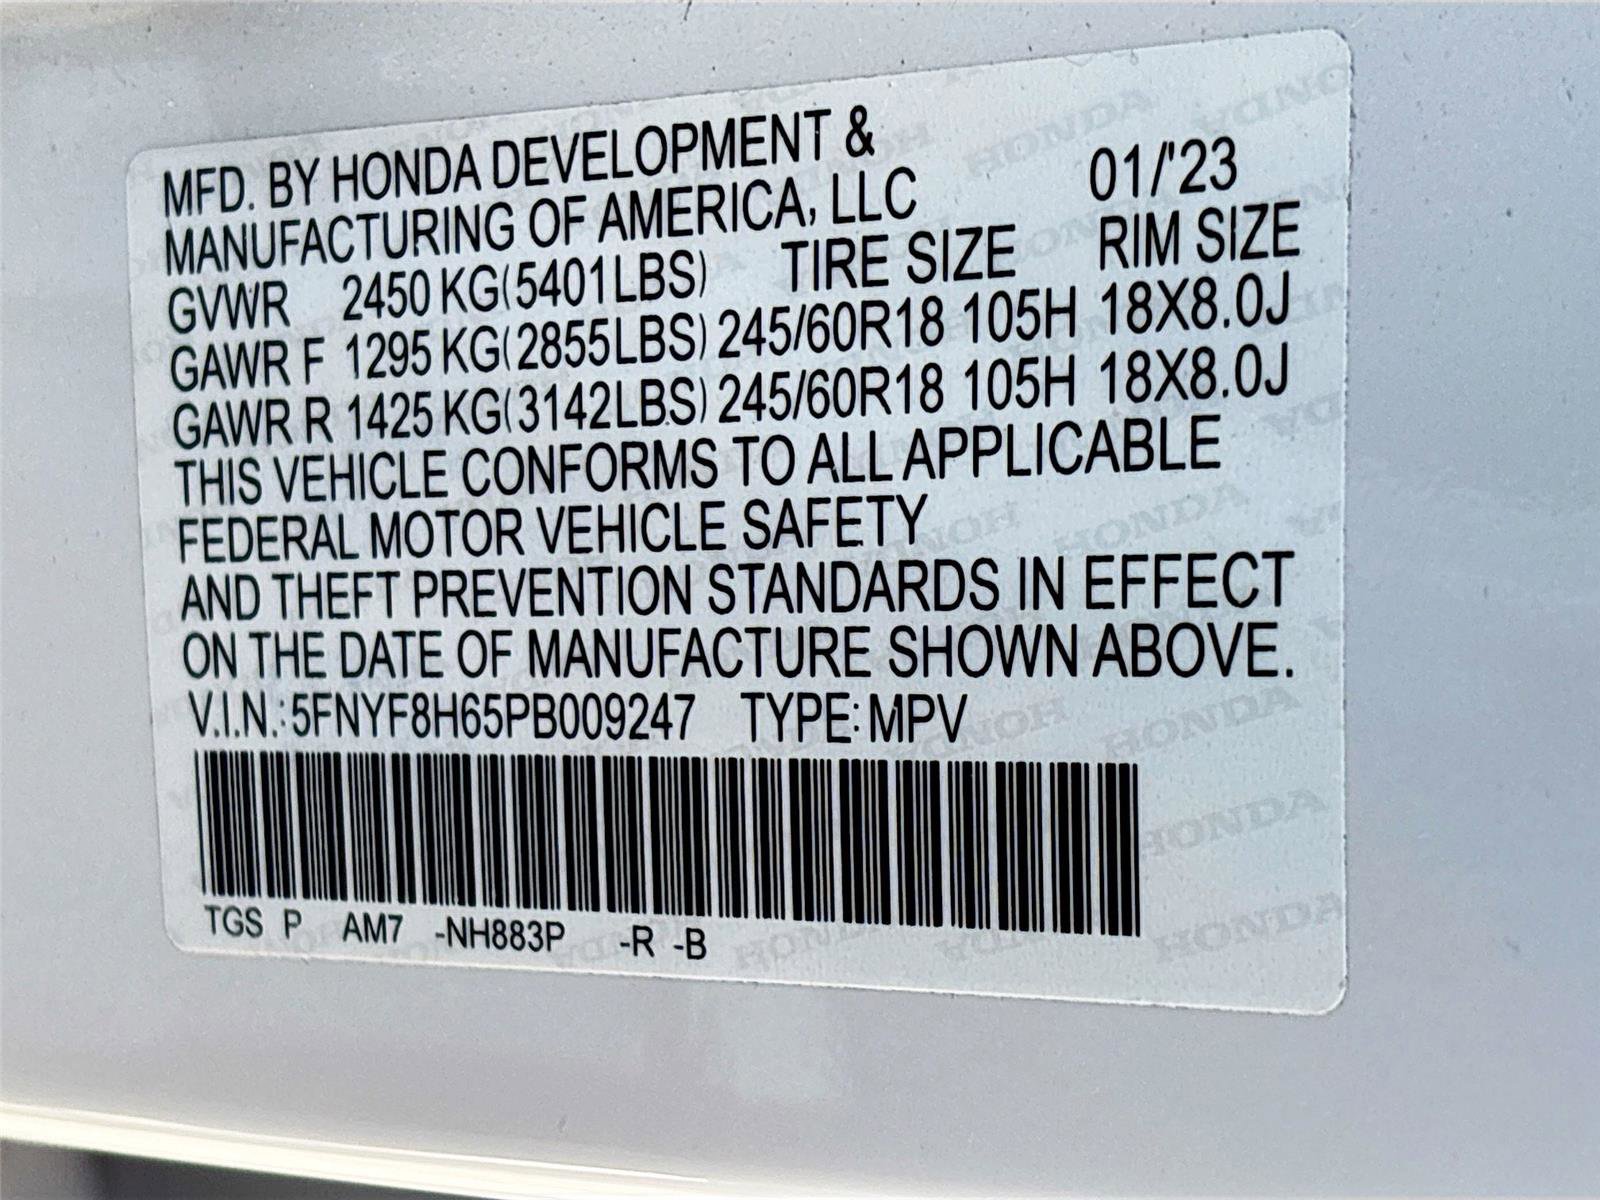 MFD. BY HONDA DEVELOPMENT &
MANUFACTURING OF AMERICA, LLC 01/'23
GVWR 2450 KG(5401LBS) TIRE SIZE RIM SIZE
GAWR F 1295 KG(2855LBS) 245/60R18 105H 18X8.0J
GAWR R 1425 KG(3142LBS) 245/60R18 105H 18X8.0J
THIS VEHICLE CONFORMS TO ALL APPLICABLE
FEDERAL MOTOR VEHICLE SAFETY
AND THEFT PREVENTION STANDARDS IN EFFECT
ON THE DATE OF MANUFACTURE SHOWN ABOVE.
V.I.N.: 5FNYF8H65PB009247 TYPE: MPV
TGS P AM7 -NH883P -R -B